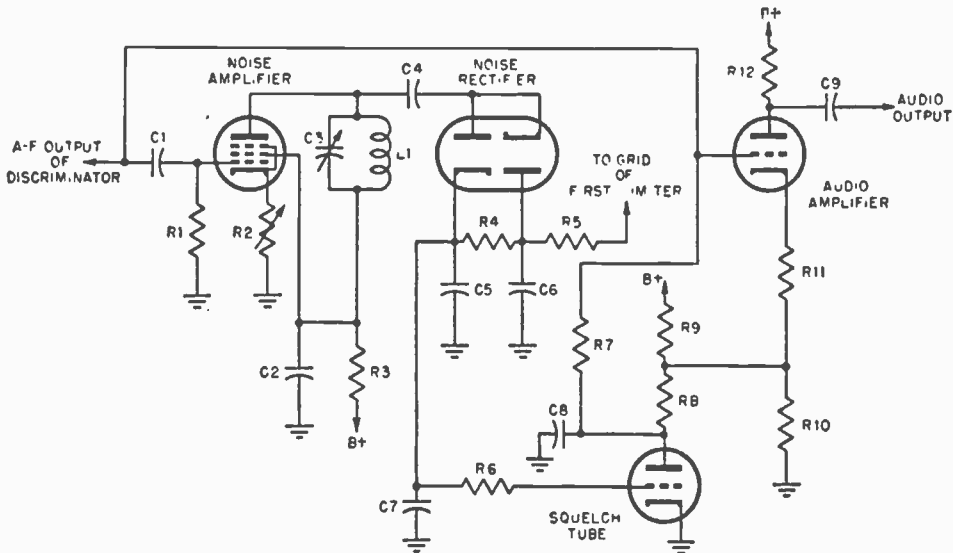 NOISE
AMPLIFIER
C4
NOISE
RECTIFIER
B+
R12
C9
AUDIO
OUTPUT
C1
C3
L1
A-F OUTPUT
OF
DISCRIMINATOR
AUDIO
AMPLIFIER
TO GRID
OF
FIRST
R1
R2
R4
R5
R11
B+
C5
C6
R9
R7
C2
R3
R8
C8
R10
B+
R6
C7
SQUELCH
TUBE